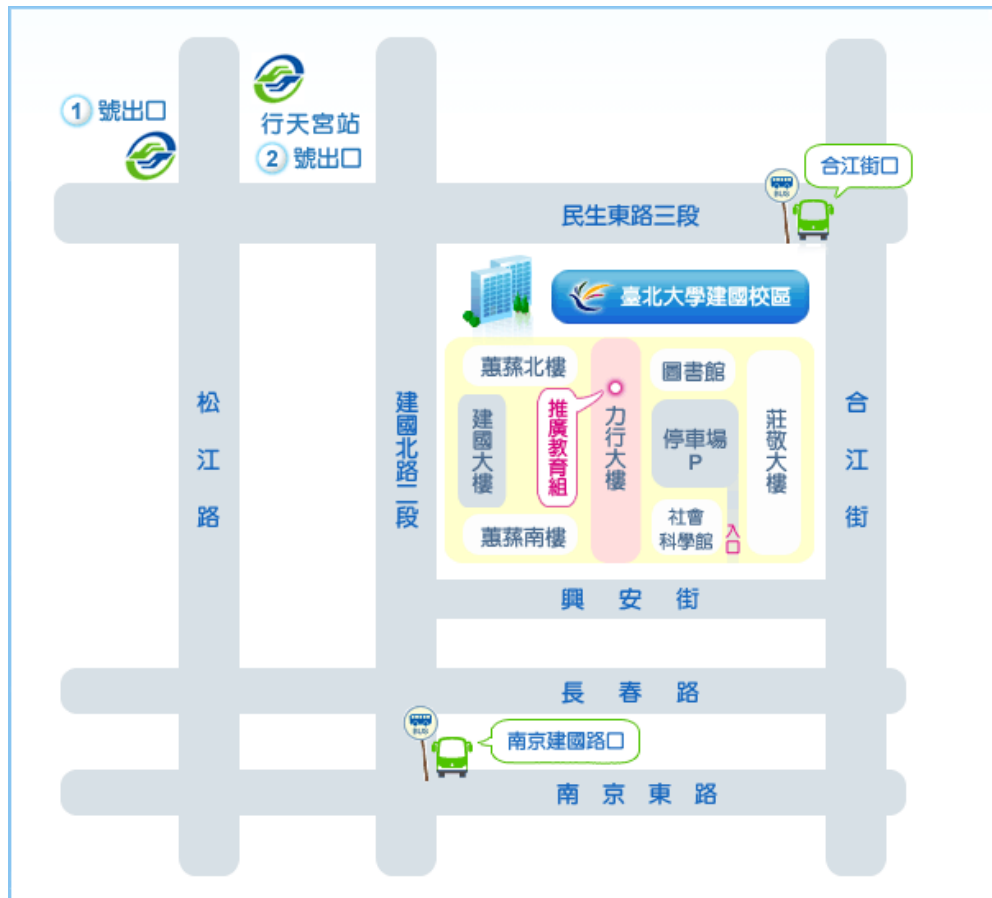 1 號出口
行天宮站
2 號出口
合江街口
BUS
民生東路三段
臺北大學建國校區
蕙蓀北樓
圖書館
松江路
建國北路二段
建國大樓
推廣教育組
力行大樓
停車場
P
莊敬大樓
合江街
蕙蓀南樓
社會
科學館
入口
興安街
長春路
BUS
南京建國路口
南京東路